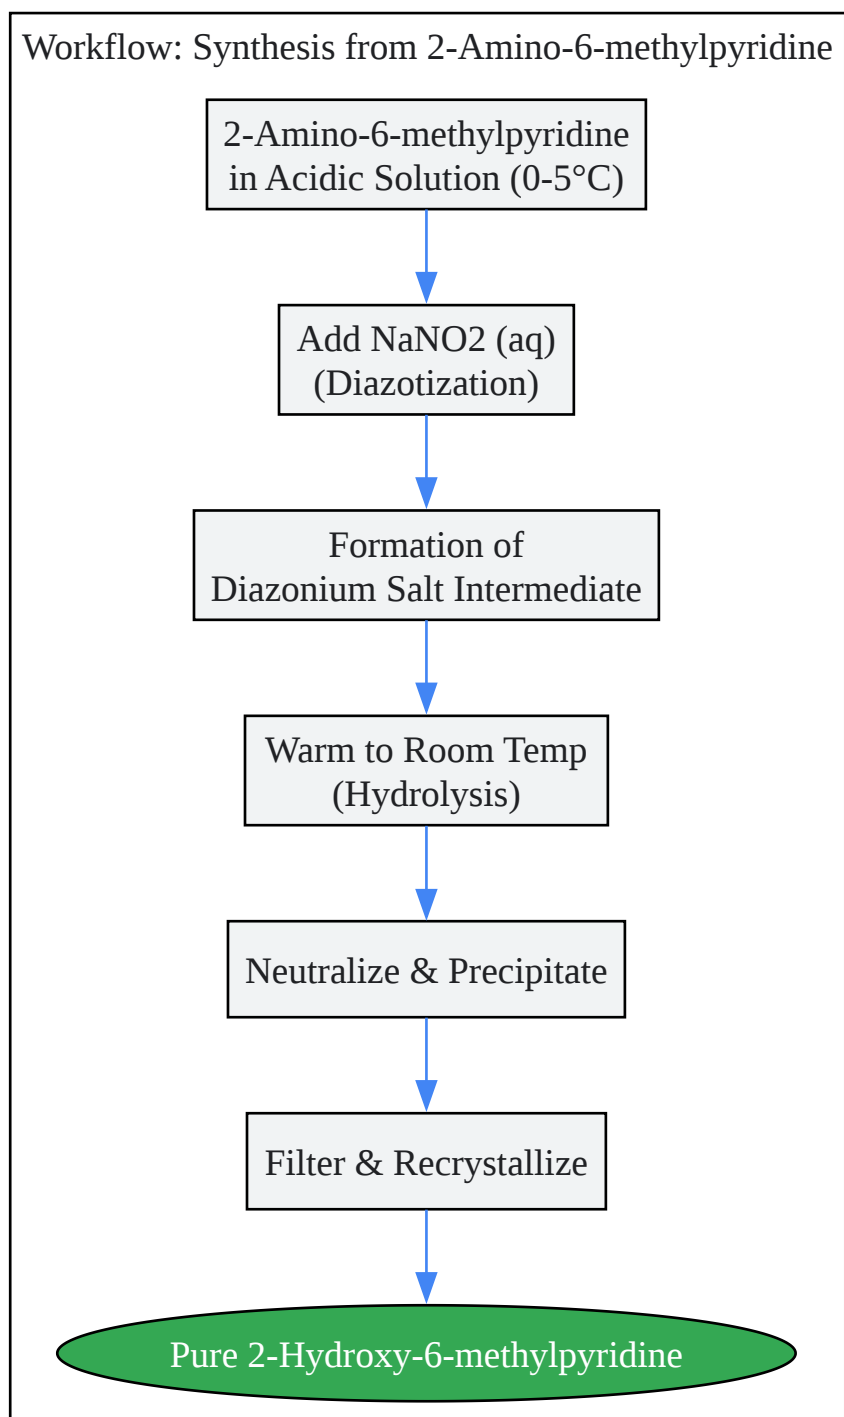 Workflow: Synthesis from 2-Amino-6-methylpyridine
2-Amino-6-methylpyridine
in Acidic Solution (0-5°C)
Add NaNO2 (aq)
(Diazotization)
Formation of
Diazonium Salt Intermediate
Warm to Room Temp
(Hydrolysis)
Neutralize & Precipitate
Filter & Recrystallize
Pure 2-Hydroxy-6-methylpyridine